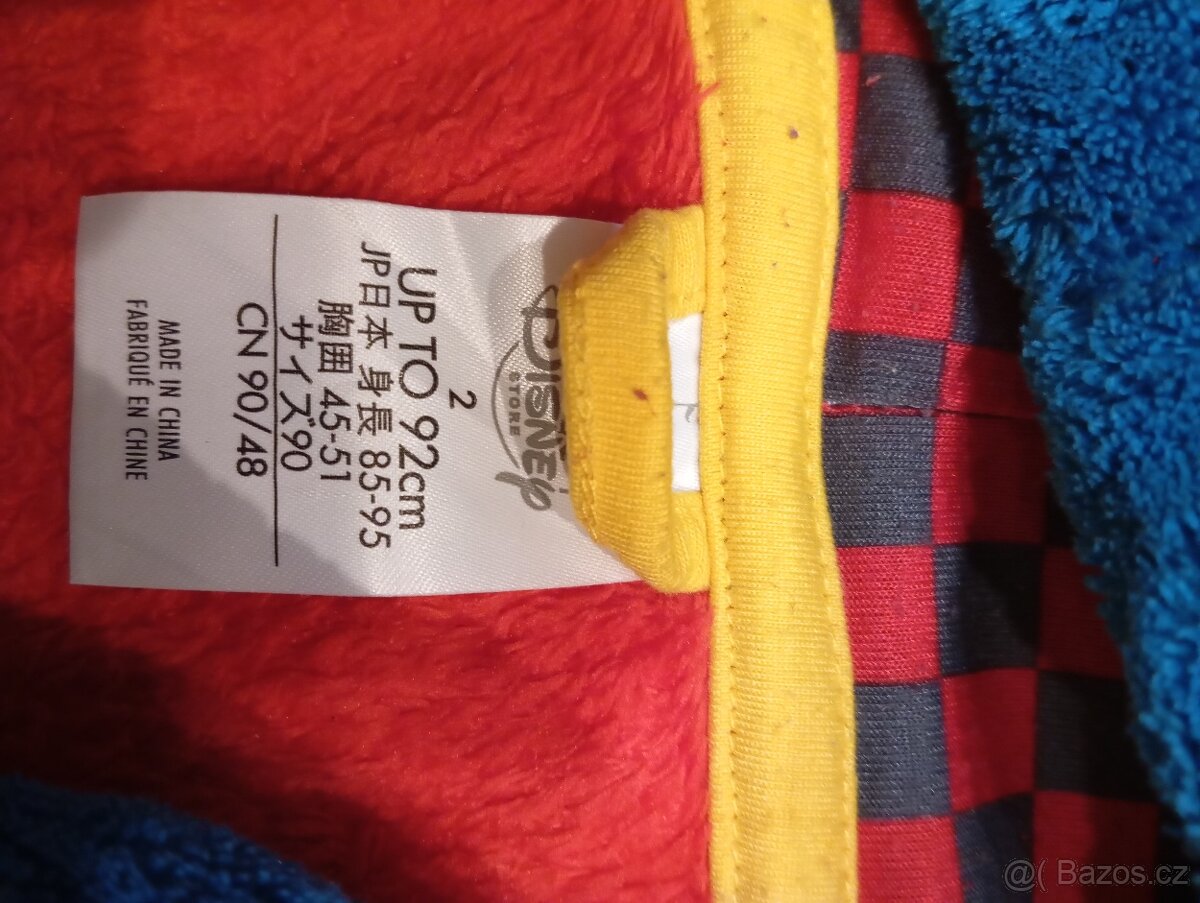 Disney
STORE
2
UP TO 92cm
JP日本 身長 85-95
胸囲 45-51
サイズ90
CN 90/48
MADE IN CHINA
FABRIQUÉ EN CHINE
@( Bazos.cz